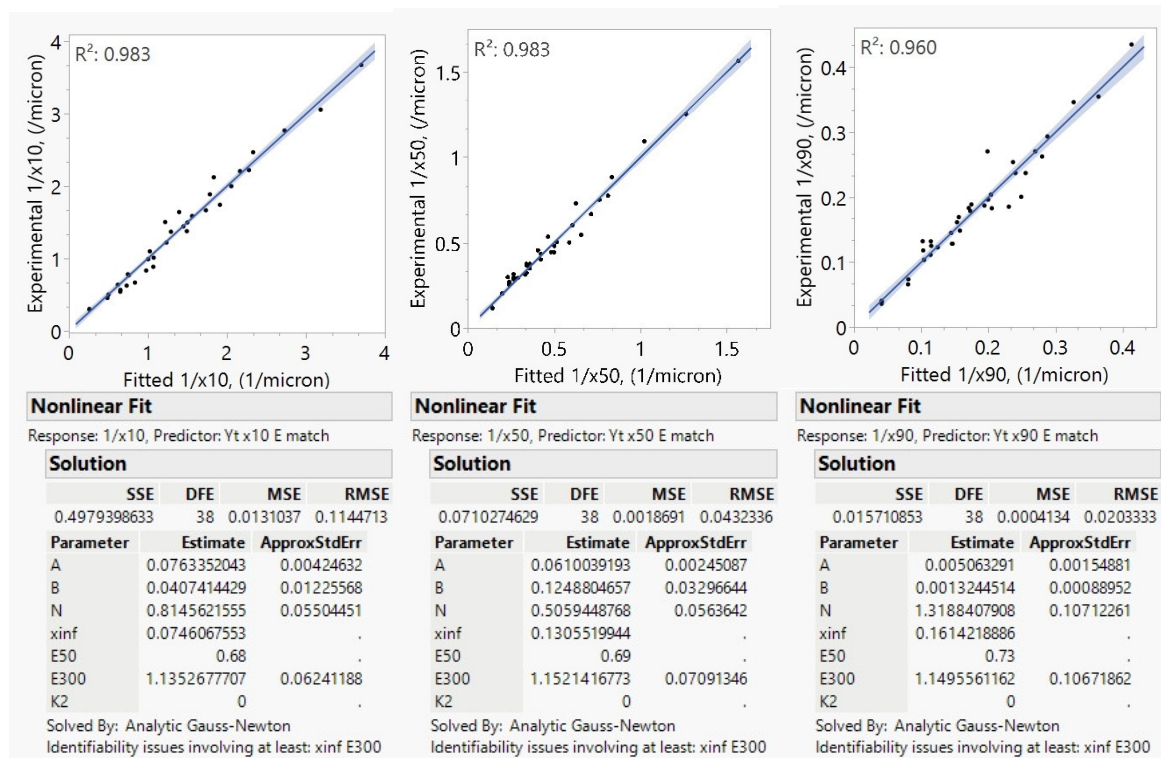 R²: 0.983
Experimental 1/x10, (/micron)
4
3
2
1
0
0 1 2 3 4
Fitted 1/x10, (1/micron)
Nonlinear Fit
Response: 1/x10, Predictor: Yt x10 E match
Solution
SSE DFE MSE RMSE
0.4979398633 38 0.0131037 0.1144713
Parameter Estimate ApproxStdErr
A 0.0763352043 0.00424632
B 0.0407414429 0.01225568
N 0.8145621555 0.05504451
xinf 0.0746067553 .
E50 0.68 .
E300 1.1352677707 0.06241188
K2 0 .
Solved By: Analytic Gauss-Newton
Identifiability issues involving at least: xinf E300
R²: 0.983
Experimental 1/x50, (/micron)
1.5
1
0.5
0
0 0.5 1 1.5
Fitted 1/x50, (1/micron)
Nonlinear Fit
Response: 1/x50, Predictor: Yt x50 E match
Solution
SSE DFE MSE RMSE
0.0710274629 38 0.0018691 0.0432336
Parameter Estimate ApproxStdErr
A 0.0610039193 0.00245087
B 0.1248804657 0.03296644
N 0.5059448768 0.0563642
xinf 0.1305519944 .
E50 0.69 .
E300 1.1521416773 0.07091346
K2 0 .
Solved By: Analytic Gauss-Newton
Identifiability issues involving at least: xinf E300
R²: 0.960
Experimental 1/x90, (/micron)
0.4
0.3
0.2
0.1
0
0 0.1 0.2 0.3 0.4
Fitted 1/x90, (1/micron)
Nonlinear Fit
Response: 1/x90, Predictor: Yt x90 E match
Solution
SSE DFE MSE RMSE
0.015710853 38 0.0004134 0.0203333
Parameter Estimate ApproxStdErr
A 0.005063291 0.00154881
B 0.0013244514 0.00088952
N 1.3188407908 0.10712261
xinf 0.1614218886 .
E50 0.73 .
E300 1.1495561162 0.10671862
K2 0 .
Solved By: Analytic Gauss-Newton
Identifiability issues involving at least: xinf E300